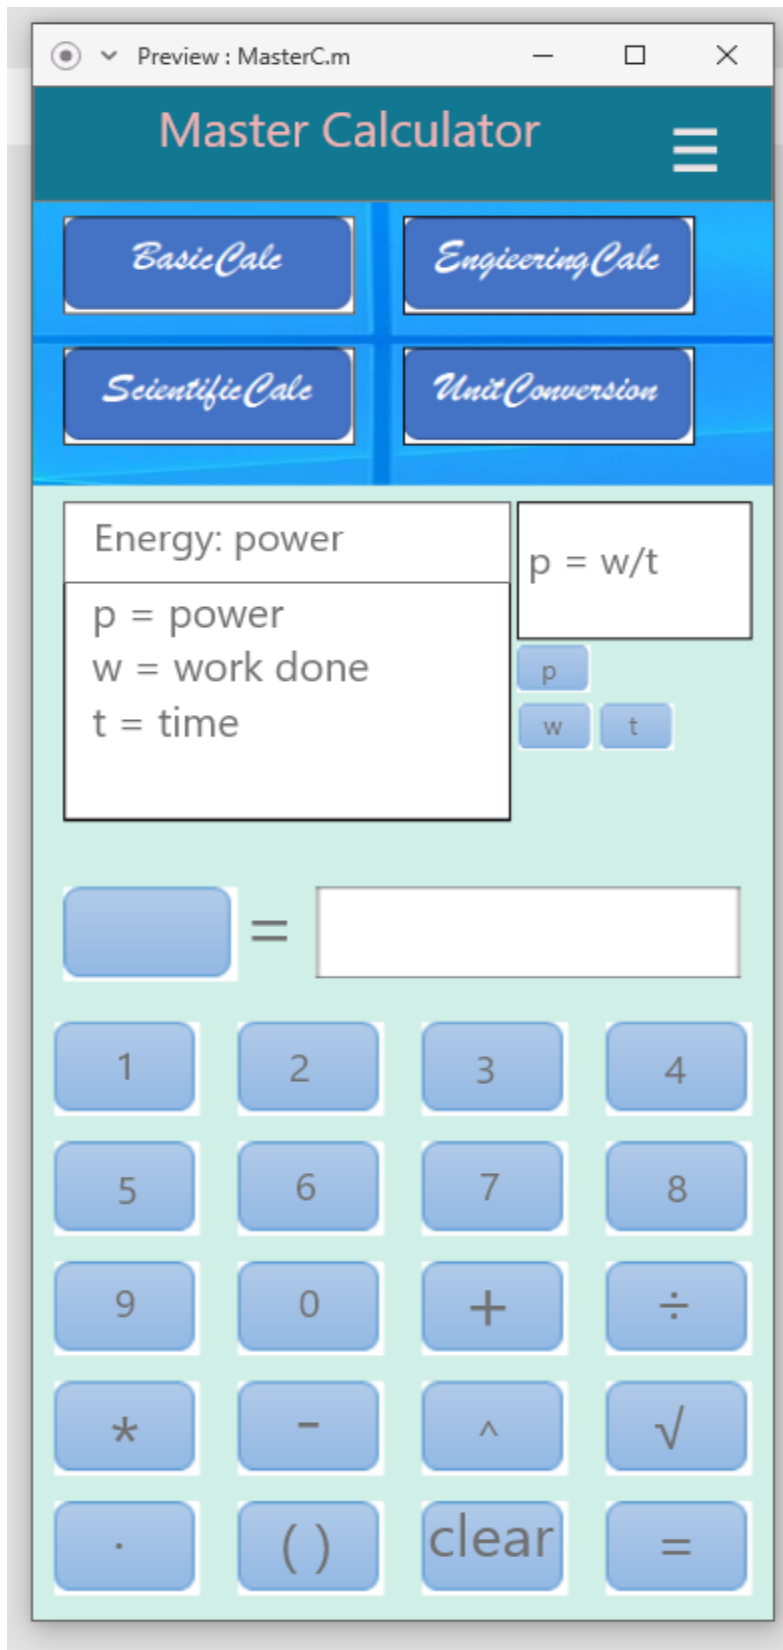 Preview : MasterC.m
Master Calculator
BasicCalc EngieeringCalc
ScientificCalc UnitConversion
Energy: power
p = w/t
p = power
w = work done
t = time
p
w t
=
1 2 3 4
5 6 7 8
9 0 + ÷
* - ^ √
. ( ) clear =